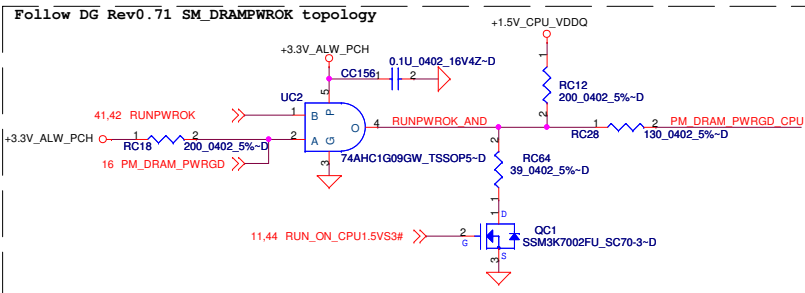 Follow DG Rev0.71 SM_DRAMPWROK topology
+1.5V_CPU_VDDQ
+3.3V_ALW_PCH
0.1U_0402_16V4Z~D
CC156 1 2
1
RC12
200_0402_5%~D
2
UC2
5
41,42 RUNPWROK
1 B P
O 4 RUNPWROK_AND
1 2 PM_DRAM_PWRGD_CPU
RC28 130_0402_5%~D
+3.3V_ALW_PCH 1 2
2 A G
RC18 200_0402_5%~D
74AHC1G09GW_TSSOP5~D
3
16 PM_DRAM_PWRGD
2
RC64
39_0402_5%~D
1
1 D
11,44 RUN_ON_CPU1.5VS3# 2
G
QC1
SSM3K7002FU_SC70-3~D
S
3